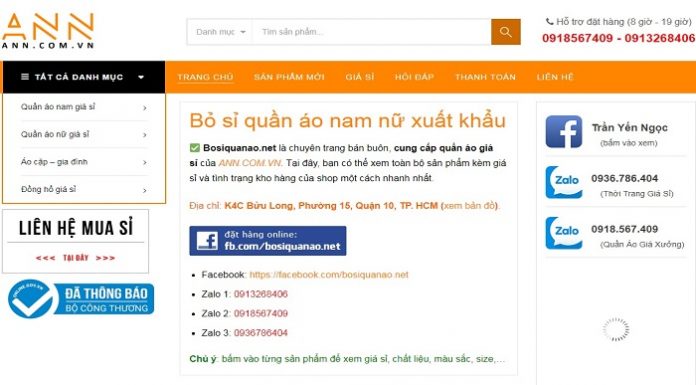 ANN
ANN.COM.VN
Danh mục
Tìm sản phẩm...
Hỗ trợ đặt hàng (8 giờ - 19 giờ)
0918567409 - 0913268406
TẤT CẢ DANH MỤC
TRANG CHỦ
SẢN PHẨM MỚI
GIÁ SỈ
HỎI ĐÁP
THANH TOÁN
LIÊN HỆ
Quần áo nam giá sỉ
Quần áo nữ giá sỉ
Áo cặp – gia đình
Đồng hồ giá sỉ
LIÊN HỆ MUA SỈ
<<< TẠI ĐÂY >>>
ONLINE.GOV.VN
ĐÃ THÔNG BÁO
BỘ CÔNG THƯƠNG
Bỏ sỉ quần áo nam nữ xuất khẩu
Bosiquanao.net là chuyên trang bán buôn, cung cấp quần áo giá
sỉ của ANN.COM.VN. Tại đây, bạn có thể xem toàn bộ sản phẩm kèm giá
sỉ và tình trạng kho hàng của shop một cách nhanh nhất.
Địa chỉ: K4C Bửu Long, Phường 15, Quận 10, TP. HCM (xem bản đồ).
đặt hàng online:
fb.com/bosiquanao.net
Facebook: https://facebook.com/bosiquanao.net
Zalo 1: 0913268406
Zalo 2: 0918567409
Zalo 3: 0936786404
Chú ý: bấm vào từng sản phẩm để xem giá sỉ, chất liệu, màu sắc, size,...
Trần Yến Ngọc
(bấm vào xem)
Zalo
0936.786.404
(Thời Trang Giá Sỉ)
Zalo
0918.567.409
(Quần Áo Giá Xưởng)